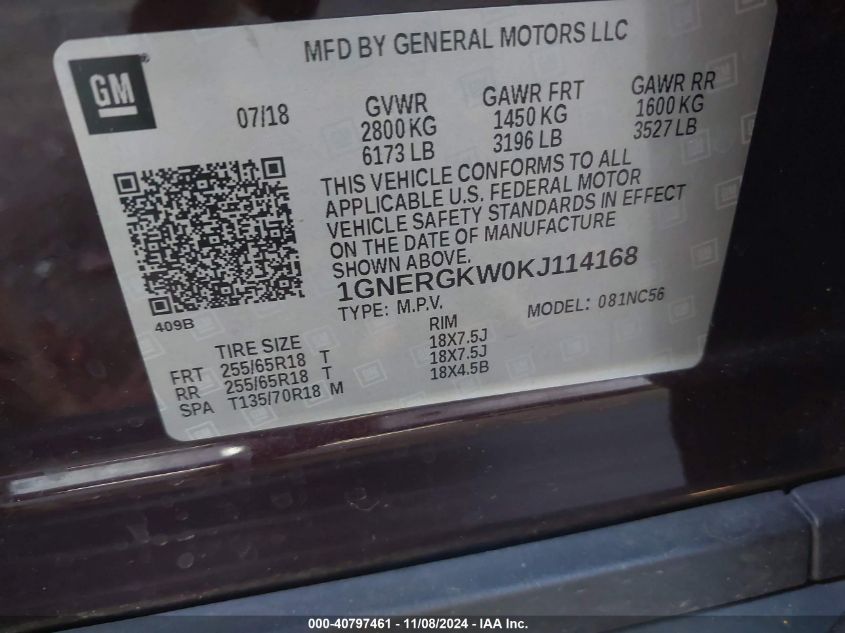 MFD BY GENERAL MOTORS LLC
GM®
07/18
GVWR
2800 KG
6173 LB
GAWR FRT
1450 KG
3196 LB
GAWR RR
1600 KG
3527 LB
THIS VEHICLE CONFORMS TO ALL
APPLICABLE U.S. FEDERAL MOTOR
VEHICLE SAFETY STANDARDS IN EFFECT
ON THE DATE OF MANUFACTURE
SHOWN ABOVE.
1GNERGKW0KJ114168
TYPE: M.P.V.
MODEL: 081NC56
409B
TIRE SIZE
RIM
FRT 255/65R18 T 18X7.5J
RR 255/65R18 T 18X7.5J
SPA T135/70R18 M 18X4.5B
000-40797461 - 11/08/2024 - IAA Inc.